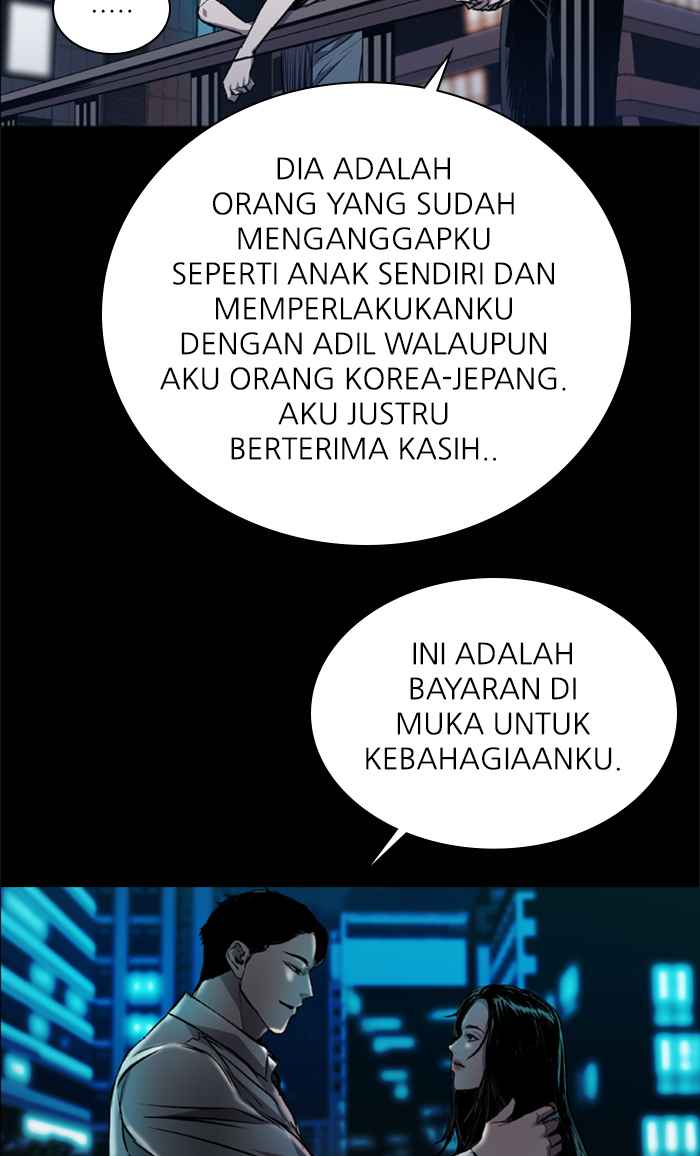 .....
DIA ADALAH
ORANG YANG SUDAH
MENGANGGAPKU
SEPERTI ANAK SENDIRI DAN
MEMPERLAKUKANKU
DENGAN ADIL WALAUPUN
AKU ORANG KOREA-JEPANG.
AKU JUSTRU
BERTERIMA KASIH..
INI ADALAH
BAYARAN DI
MUKA UNTUK
KEBAHAGIAANKU.